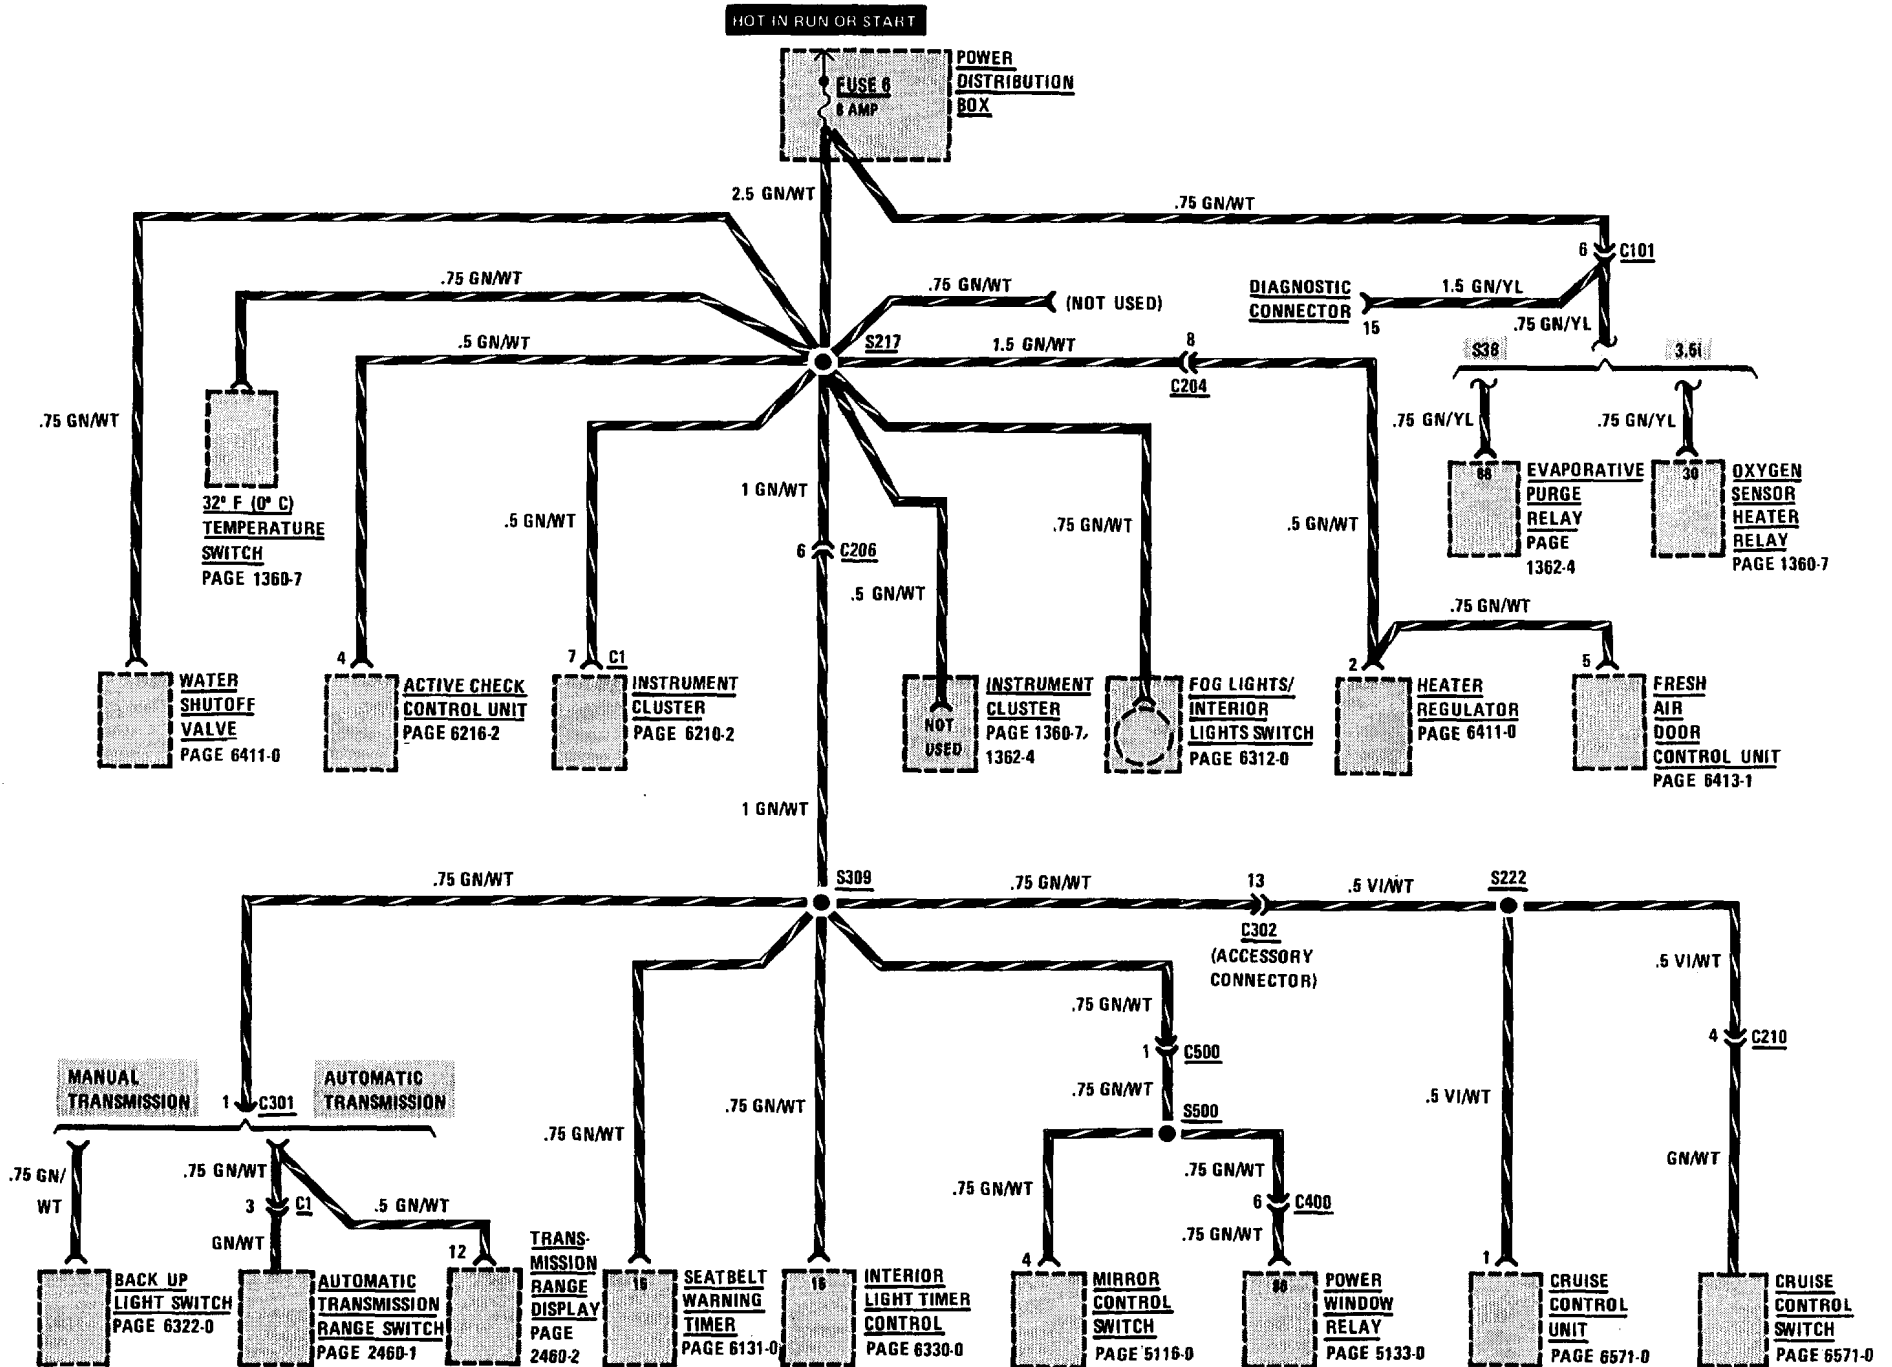 HOT IN RUN OR START
POWER
DISTRIBUTION
BOX
FUSE 6
8 AMP
2.5 GN/WT
.75 GN/WT
6 C101
.75 GN/WT
.75 GN/WT
(NOT USED)
DIAGNOSTIC
CONNECTOR
15
1.5 GN/YL
.75 GN/YL
.5 GN/WT
S217
1.5 GN/WT
8
C204
S38
3.5i
.75 GN/WT
.75 GN/YL
.75 GN/YL
32° F (0° C)
TEMPERATURE
SWITCH
PAGE 1360-7
.5 GN/WT
1 GN/WT
6 C206
.5 GN/WT
.75 GN/WT
.5 GN/WT
EVAPORATIVE
PURGE
RELAY
PAGE
1362-4
30
OXYGEN
SENSOR
HEATER
RELAY
PAGE 1360-7
.75 GN/WT
WATER
SHUTOFF
VALVE
PAGE 6411-0
4
ACTIVE CHECK
CONTROL UNIT
PAGE 6216-2
7 C1
INSTRUMENT
CLUSTER
PAGE 6210-2
NOT
USED
INSTRUMENT
CLUSTER
PAGE 1360-7,
1362-4
FOG LIGHTS/
INTERIOR
LIGHTS SWITCH
PAGE 6312-0
2
HEATER
REGULATOR
PAGE 6411-0
5
FRESH
AIR
DOOR
CONTROL UNIT
PAGE 6413-1
1 GN/WT
.75 GN/WT
S309
.75 GN/WT
13
C302
(ACCESSORY
CONNECTOR)
.5 VI/WT
S222
.5 VI/WT
.75 GN/WT
1 C500
.75 GN/WT
S500
4 C210
MANUAL
TRANSMISSION
1 C301
AUTOMATIC
TRANSMISSION
.75 GN/WT
.75 GN/WT
.5 VI/WT
GN/WT
.75 GN/
WT
.75 GN/WT
3 C1
GN/WT
.5 GN/WT
12
.75 GN/WT
.75 GN/WT
6 C400
.75 GN/WT
BACK UP
LIGHT SWITCH
PAGE 6322-0
AUTOMATIC
TRANSMISSION
RANGE SWITCH
PAGE 2460-1
TRANS-
MISSION
RANGE
DISPLAY
PAGE
2460-2
15
SEATBELT
WARNING
TIMER
PAGE 6131-0
15
INTERIOR
LIGHT TIMER
CONTROL
PAGE 6330-0
4
MIRROR
CONTROL
SWITCH
PAGE 5116-0
POWER
WINDOW
RELAY
PAGE 5133-0
1
CRUISE
CONTROL
UNIT
PAGE 6571-0
CRUISE
CONTROL
SWITCH
PAGE 6571-0